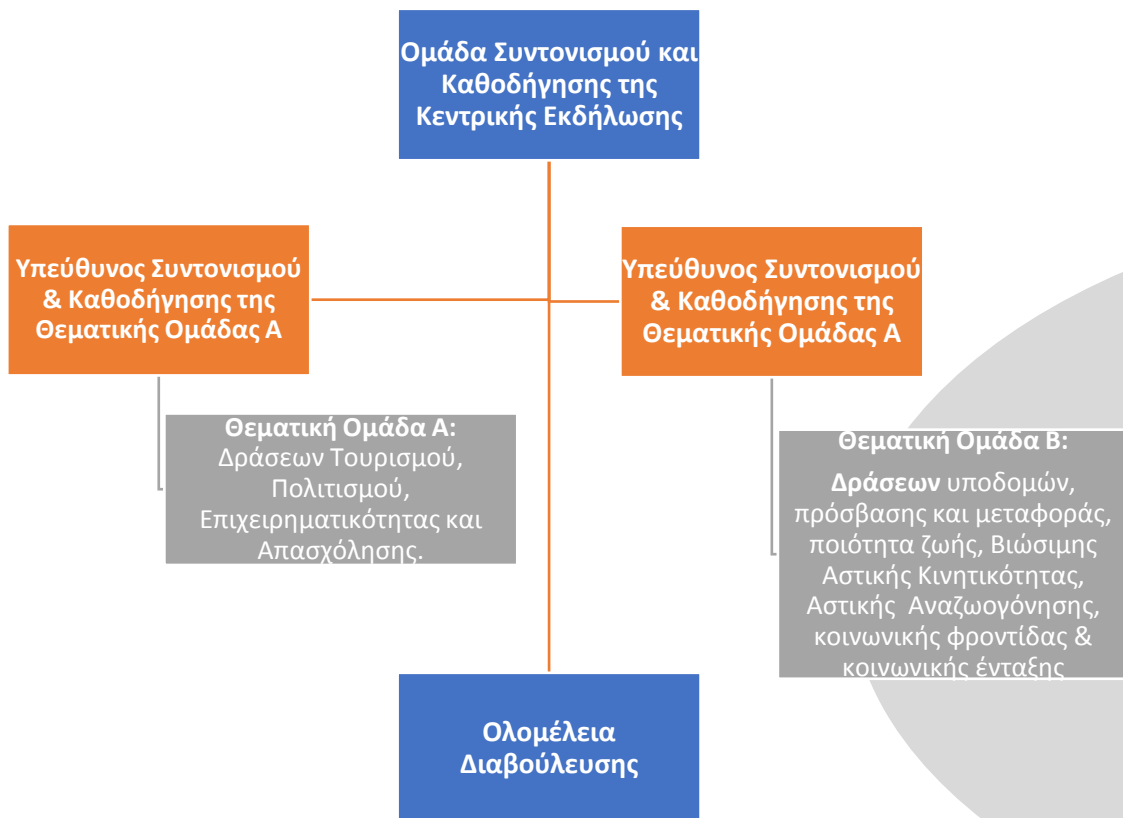 Ομάδα Συντονισμού και
Καθοδήγησης της
Κεντρικής Εκδήλωσης
Υπεύθυνος Συντονισμού
& Καθοδήγησης της
Θεματικής Ομάδας Α
Υπεύθυνος Συντονισμού
& Καθοδήγησης της
Θεματικής Ομάδας Α
Θεματική Ομάδα Α:
Δράσεων Τουρισμού,
Πολιτισμού,
Επιχειρηματικότητας και
Απασχόλησης.
Θεματική Ομάδα Β:
Δράσεων υποδομών,
πρόσβασης και μεταφοράς,
ποιότητα ζωής, Βιώσιμης
Αστικής Κινητικότητας,
Αστικής Αναζωογόνησης,
κοινωνικής φροντίδας &
κοινωνικής ένταξης
Ολομέλεια
Διαβούλευσης